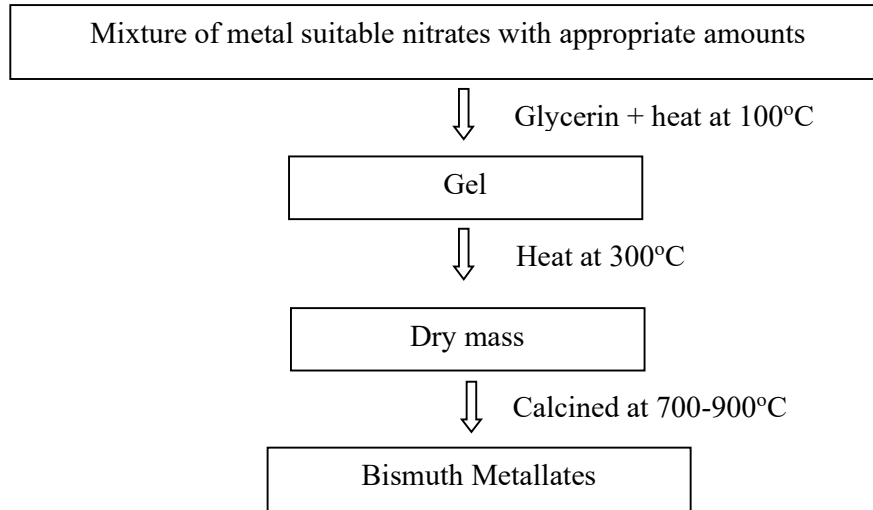 Mixture of metal suitable nitrates with appropriate amounts
Glycerin + heat at 100°C
Gel
Heat at 300°C
Dry mass
Calcined at 700-900°C
Bismuth Metallates